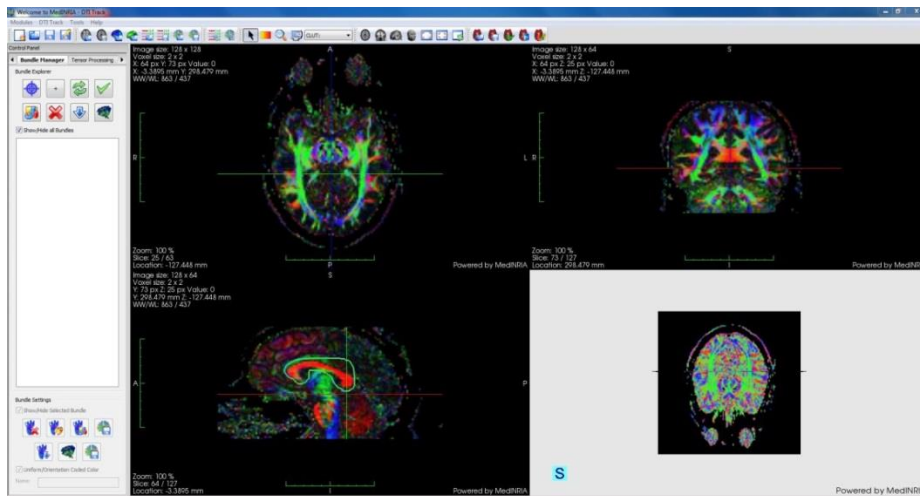 Welcome to MedINRIA - DTI Track
Modules DTI Track Tools Help
Control Panel
Bundle Manager Tensor Processing
Bundle Explorer
Show/Hide all Bundles
Bundle Settings
Show/Hide Selected Bundle
Uniform/Orientation Coded Color
Name:
(LUT)
Image size: 128 x 128
Voxel size: 2 x 2
X: 64 px Y: 73 px Value: 0
X: -3.3895 mm Y: 298.479 mm
WW/WL: 863 / 437
A
R
L
P
Zoom: 100 %
Slice: 25 / 63
Location: -127.448 mm
Powered by MedINRIA
Image size: 128 x 64
Voxel size: 2 x 2
X: 64 px Z: 25 px Value: 0
X: -3.3895 mm Z: -127.448 mm
WW/WL: 863 / 437
S
R
I
Zoom: 100 %
Slice: 73 / 127
Location: 298.479 mm
Powered by MedINRIA
Image size: 128 x 64
Voxel size: 2 x 2
Y: 73 px Z: 25 px Value: 0
Y: 298.479 mm Z: -127.448 mm
WW/WL: 863 / 437
S
A
P
I
Zoom: 100 %
Slice: 64 / 127
Location: -3.3895 mm
Powered by MedINRIA
S
Powered by MedINRIA